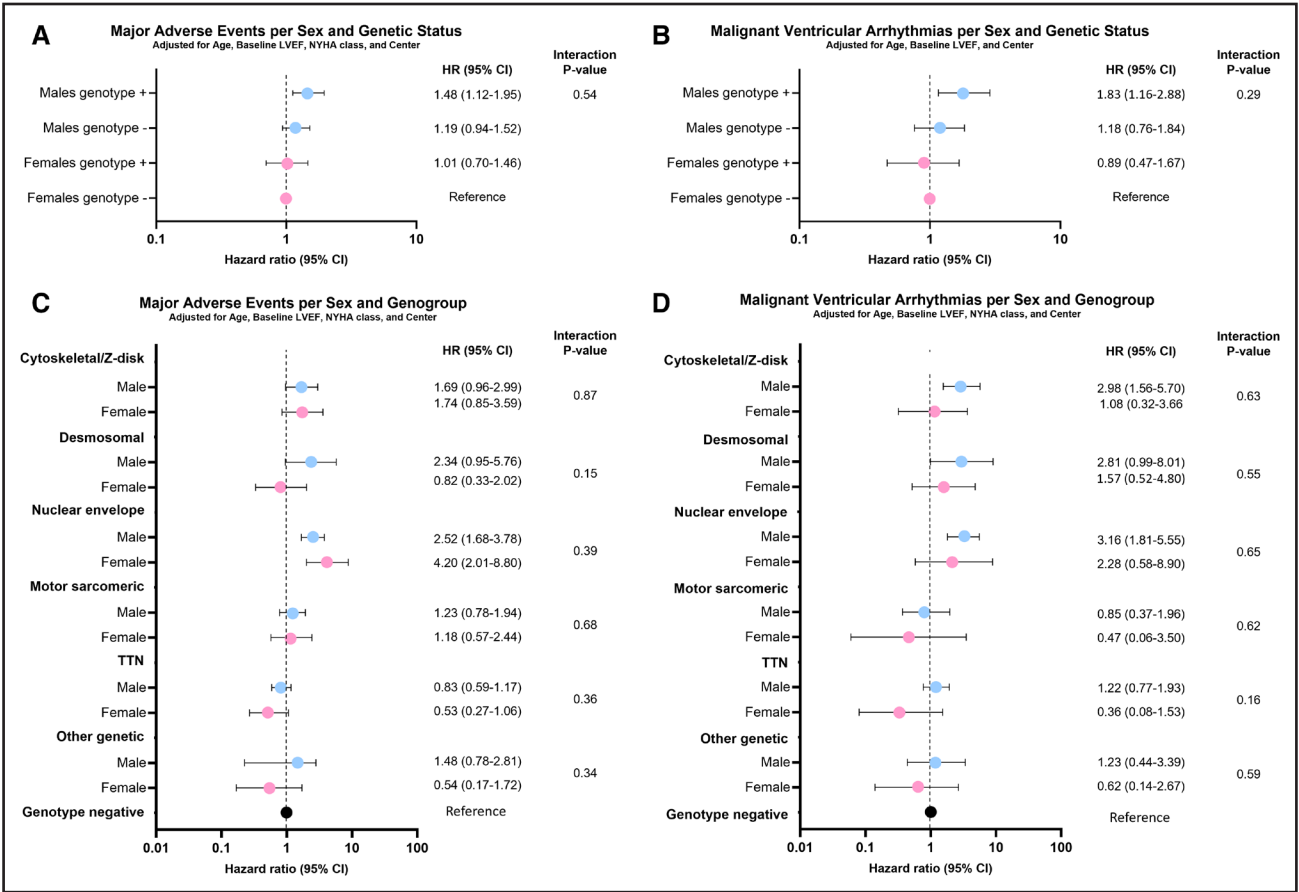 A
Major Adverse Events per Sex and Genetic Status
Adjusted for Age, Baseline LVEF, NYHA class, and Center
HR (95% CI)
Interaction
P-value
Males genotype +
1.48 (1.12-1.95)
0.54
Males genotype -
1.19 (0.94-1.52)
Females genotype +
1.01 (0.70-1.46)
Females genotype -
Reference
0.1
1
10
Hazard ratio (95% CI)
B
Malignant Ventricular Arrhythmias per Sex and Genetic Status
Adjusted for Age, Baseline LVEF, and Center
HR (95% CI)
Interaction
P-value
Males genotype +
1.83 (1.16-2.88)
0.29
Males genotype -
1.18 (0.76-1.84)
Females genotype +
0.89 (0.47-1.67)
Females genotype -
Reference
0.1
1
10
Hazard ratio (95% CI)
C
Major Adverse Events per Sex and Genogroup
Adjusted for Age, Baseline LVEF, NYHA class, and Center
HR (95% CI)
Interaction
P-value
Cytoskeletal/Z-disk
Male
1.69 (0.96-2.99)
0.87
Female
1.74 (0.85-3.59)
Desmosomal
Male
2.34 (0.95-5.76)
0.15
Female
0.82 (0.33-2.02)
Nuclear envelope
Male
2.52 (1.68-3.78)
0.39
Female
4.20 (2.01-8.80)
Motor sarcomeric
Male
1.23 (0.78-1.94)
0.68
Female
1.18 (0.57-2.44)
TTN
Male
0.83 (0.59-1.17)
0.36
Female
0.53 (0.27-1.06)
Other genetic
Male
1.48 (0.78-2.81)
0.34
Female
0.54 (0.17-1.72)
Genotype negative
Reference
0.01
0.1
1
10
100
Hazard ratio (95% CI)
D
Malignant Ventricular Arrhythmias per Sex and Genogroup
Adjusted for Age, Baseline LVEF, NYHA class, and Center
HR (95% CI)
Interaction
P-value
Cytoskeletal/Z-disk
Male
2.98 (1.56-5.70)
0.63
Female
1.08 (0.32-3.66
Desmosomal
Male
2.81 (0.99-8.01)
0.55
Female
1.57 (0.52-4.80)
Nuclear envelope
Male
3.16 (1.81-5.55)
0.65
Female
2.28 (0.58-8.90)
Motor sarcomeric
Male
0.85 (0.37-1.96)
0.62
Female
0.47 (0.06-3.50)
TTN
Male
1.22 (0.77-1.93)
0.16
Female
0.36 (0.08-1.53)
Other genetic
Male
1.23 (0.44-3.39)
0.59
Female
0.62 (0.14-2.67)
Genotype negative
Reference
0.01
0.1
1
10
100
Hazard ratio (95% CI)